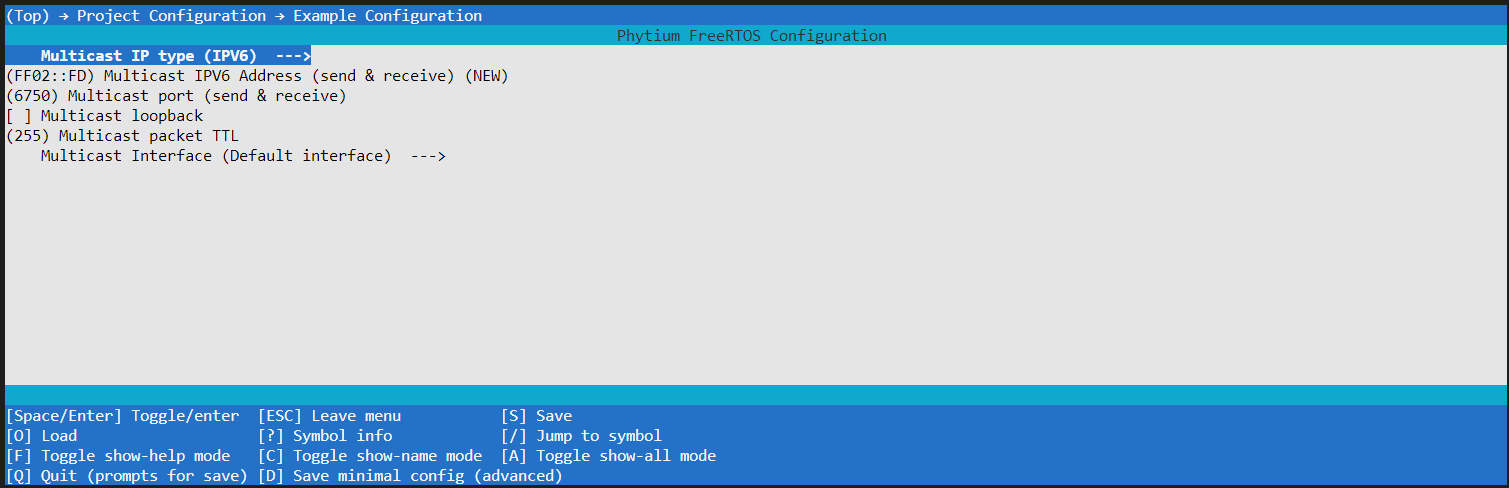 (Top) → Project Configuration → Example Configuration
Phytium FreeRTOS Configuration
Multicast IP type (IPV6)  --->
(FF02::FD) Multicast IPV6 Address (send & receive) (NEW)
(6750) Multicast port (send & receive)
[ ] Multicast loopback
(255) Multicast packet TTL
Multicast Interface (Default interface)  --->
[Space/Enter] Toggle/enter  [ESC] Leave menu           [S] Save
[O] Load                    [?] Symbol info            [/] Jump to symbol
[F] Toggle show-help mode   [C] Toggle show-name mode  [A] Toggle show-all mode
[Q] Quit (prompts for save) [D] Save minimal config (advanced)